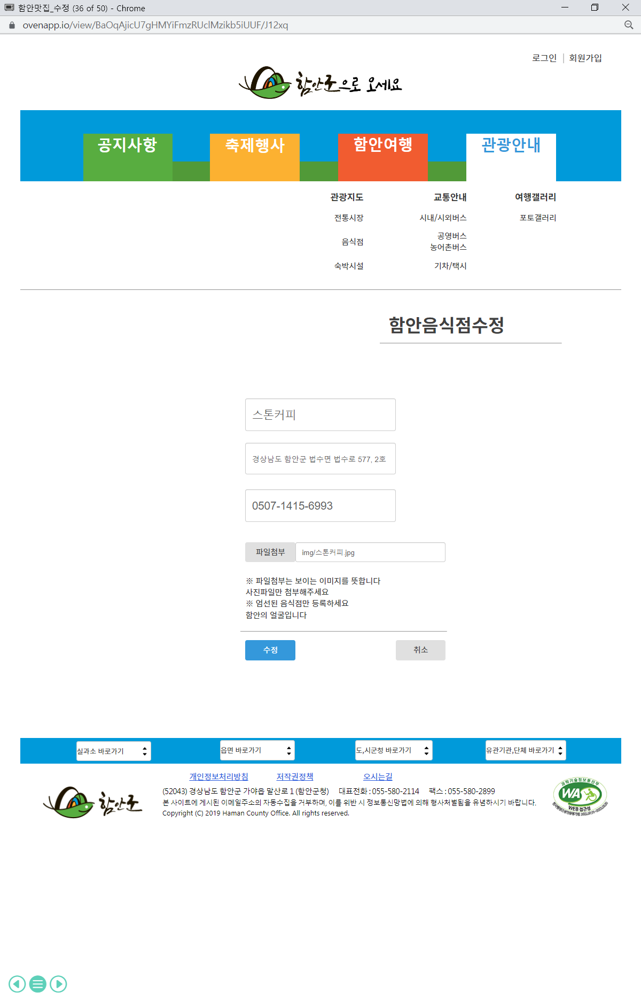 함안맛집_수정 (36 of 50) - Chrome
ovenapp.io/view/BaOqAjicU7gHMYiFmzRUclMzikb5iUUF/J12xq
로그인 | 회원가입
함안군으로 오세요
공지사항 축제행사 함안여행 관광안내
관광지도 교통안내 여행갤러리
전통시장 시내/시외버스 포토갤러리
음식점 공영버스
농어촌버스
숙박시설 기차/택시
함안음식점수정
스톤커피
경상남도 함안군 법수면 법수로 577, 2호
0507-1415-6993
파일첨부 img/스톤커피.jpg
※ 파일첨부는 보이는 이미지를 뜻합니다
사진파일만 첨부해주세요
※ 엄선된 음식점만 등록하세요
함안의 얼굴입니다
수정 취소
실과소 바로가기 읍면 바로가기 도,시군청 바로가기 유관기관,단체 바로가기
개인정보처리방침 저작권정책 오시는길
함안군
(52043) 경상남도 함안군 가야읍 말산로 1 (함안군청) 대표전화 : 055-580-2114 팩스 : 055-580-2899
본 사이트에 게시된 이메일주소의 자동수집을 거부하며, 이를 위반 시 정보통신망법에 의해 형사처벌됨을 유념하시기 바랍니다.
Copyright (C) 2019 Haman County Office. All rights reserved.
과학기술정보통신부
WA
WEB 접근성